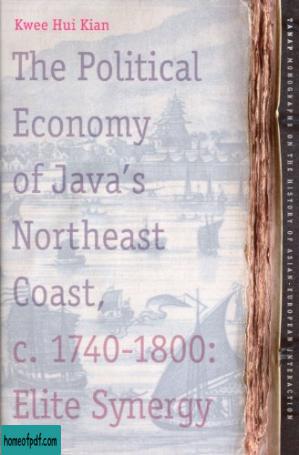 Kwee Hui Kian
The Political
Economy
of Java's
Northeast
Coast,
c. 1740-1800:
Elite Synergy
TANAP MONOGRAPHS ON THE HISTORY OF ASIAN-EUROPEAN INTERACTION
homeofpdf.com